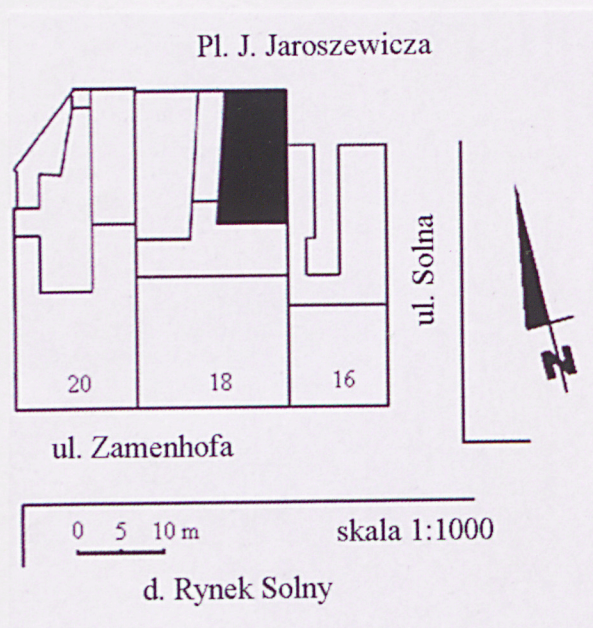 Pl. J. Jaroszewicza
ul. Solna
20
18
16
N
ul. Zamenhofa
0 5 10 m
skala 1:1000
d. Rynek Solny